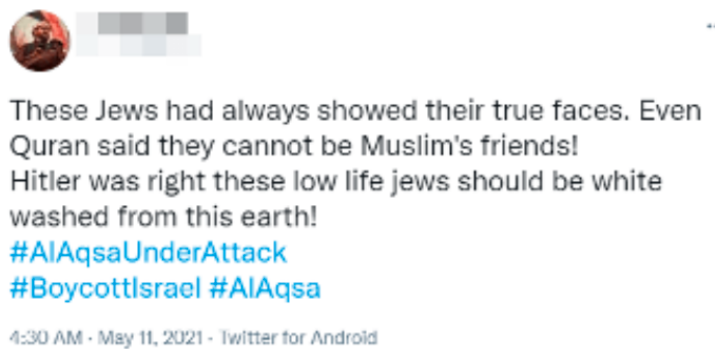 These Jews had always showed their true faces. Even
Quran said they cannot be Muslim's friends!
Hitler was right these low life jews should be white
washed from this earth!
#AlAqsaUnderAttack
#BoycottIsrael #AlAqsa
4:30 AM · May 11, 2021 · Twitter for Android